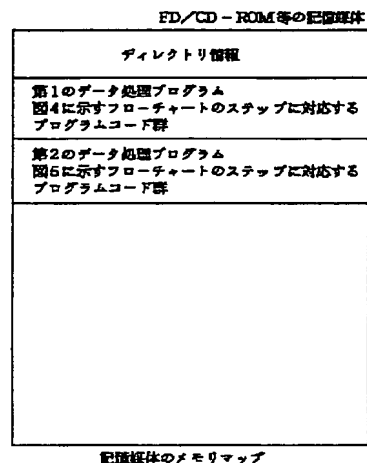 FD/CD-ROM等の記憶媒体
ディレクトリ情報
第1のデータ処理プログラム
図4に示すフローチャートのステップに対応する
プログラムコード群
第2のデータ処理プログラム
図5に示すフローチャートのステップに対応する
プログラムコード群
記憶媒体のメモリマップ